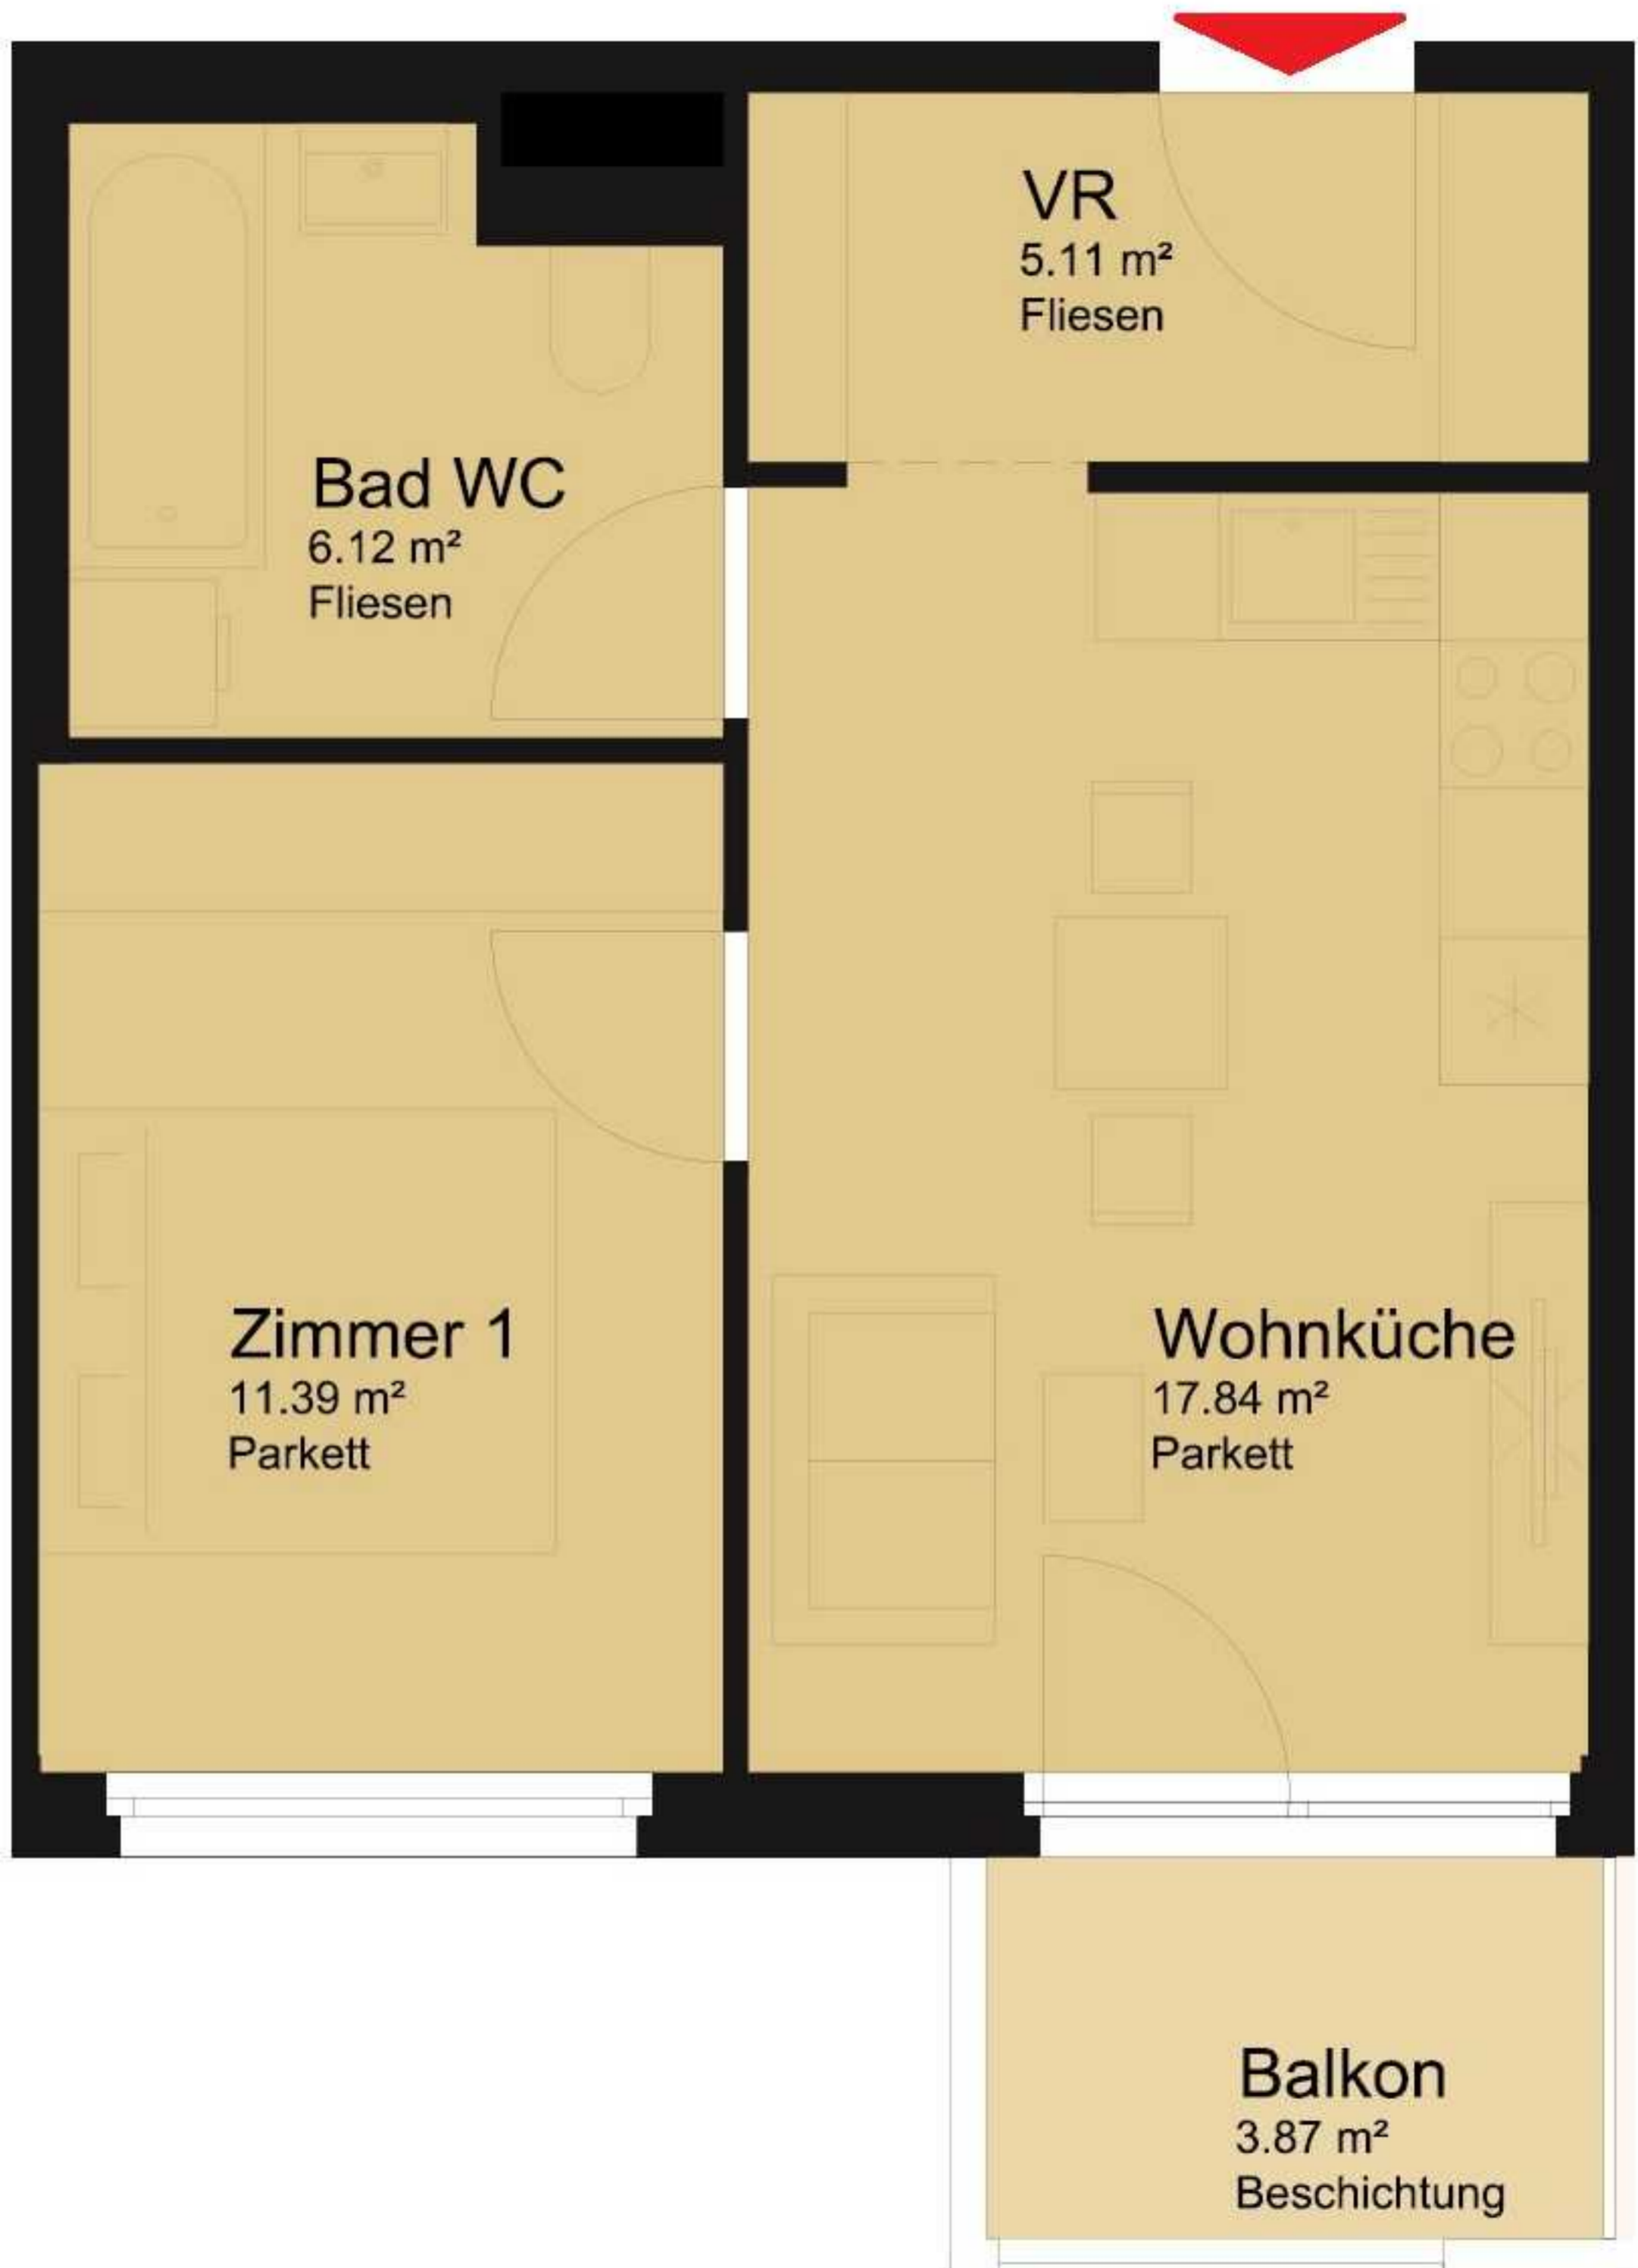 VR
5.11 m²
Fliesen
Bad WC
6.12 m²
Fliesen
Zimmer 1
11.39 m²
Parkett
Wohnküche
17.84 m²
Parkett
Balkon
3.87 m²
Beschichtung